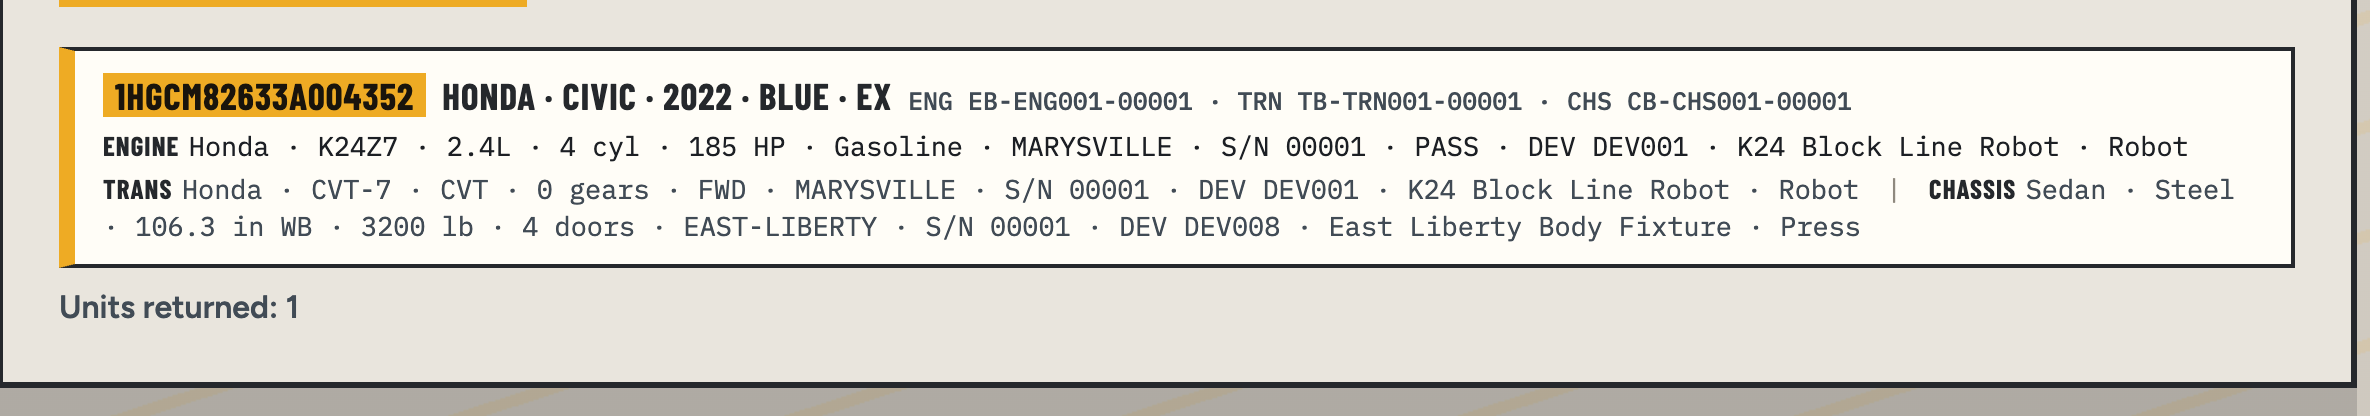 1HGCM82633A004352 HONDA · CIVIC · 2022 · BLUE · EX ENG EB-ENG001-00001 · TRN TB-TRN001-00001 · CHS CB-CHS001-00001
ENGINE Honda · K24Z7 · 2.4L · 4 cyl · 185 HP · Gasoline · MARYSVILLE · S/N 00001 · PASS · DEV DEV001 · K24 Block Line Robot · Robot
TRANS Honda · CVT-7 · CVT · 0 gears · FWD · MARYSVILLE · S/N 00001 · DEV DEV001 · K24 Block Line Robot · Robot | CHASSIS Sedan · Steel
· 106.3 in WB · 3200 lb · 4 doors · EAST-LIBERTY · S/N 00001 · DEV DEV008 · East Liberty Body Fixture · Press
Units returned: 1